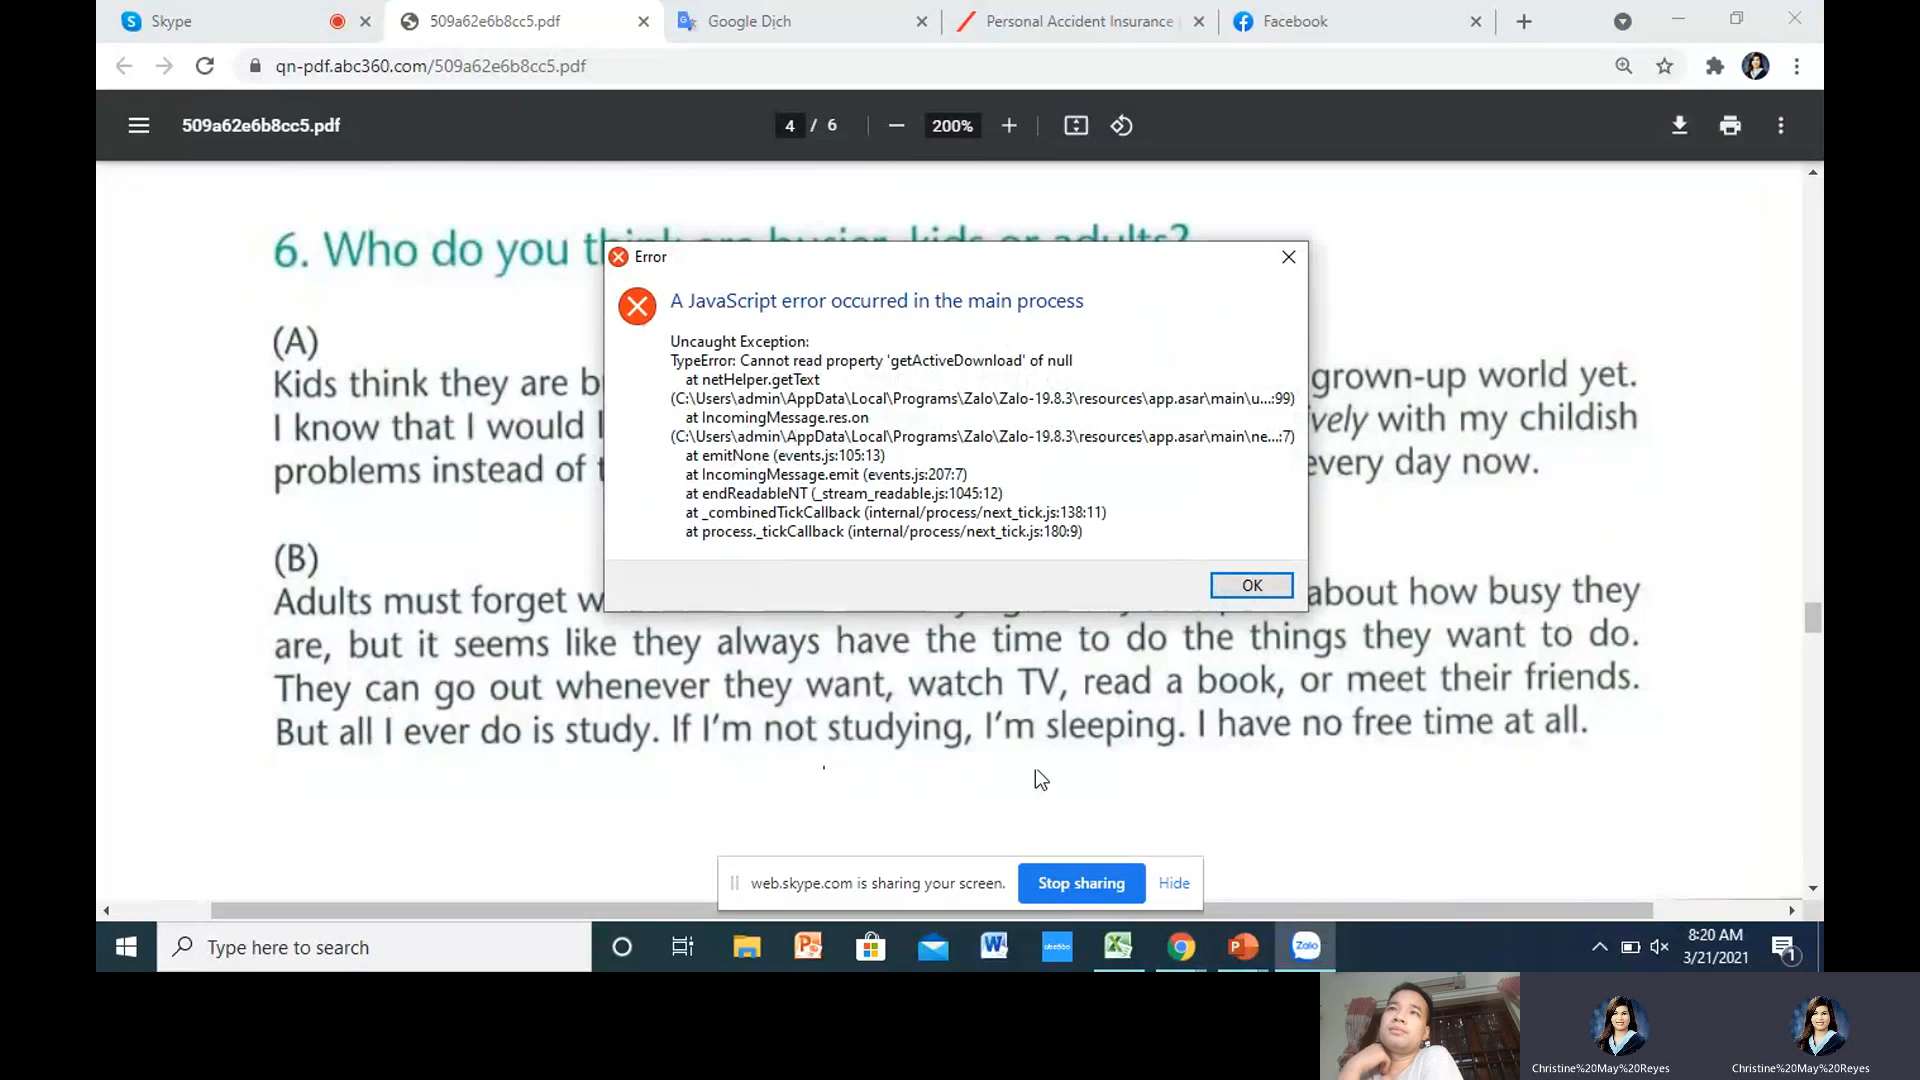 Skype
509a62e6b8cc5.pdf
Google Dịch
Personal Accident Insurance
Facebook
qn-pdf.abc360.com/509a62e6b8cc5.pdf
509a62e6b8cc5.pdf
4 / 6
200%
6. Who do you think are busier, kids or adults?
Error
A JavaScript error occurred in the main process
Uncaught Exception:
TypeError: Cannot read property 'getActiveDownload' of null
at netHelper.getText
(C:\Users\admin\AppData\Local\Programs\Zalo\Zalo-19.8.3\resources\app.asar\main\u...:99)
at IncomingMessage.res.on
(C:\Users\admin\AppData\Local\Programs\Zalo\Zalo-19.8.3\resources\app.asar\main\ne...:7)
at emitNone (events.js:105:13)
at IncomingMessage.emit (events.js:207:7)
at endReadableNT (_stream_readable.js:1045:12)
at _combinedTickCallback (internal/process/next_tick.js:138:11)
at process._tickCallback (internal/process/next_tick.js:180:9)
OK
(A)
Kids think they are b grown-up world yet.
I know that I would vely with my childish
problems instead of every day now.
(B)
Adults must forget about how busy they
are, but it seems like they always have the time to do the things they want to do.
They can go out whenever they want, watch TV, read a book, or meet their friends.
But all I ever do is study. If I'm not studying, I'm sleeping. I have no free time at all.
web.skype.com is sharing your screen.
Stop sharing
Hide
Type here to search
Zalo
8:20 AM
3/21/2021
1
Christine%20May%20Reyes
Christine%20May%20Reyes